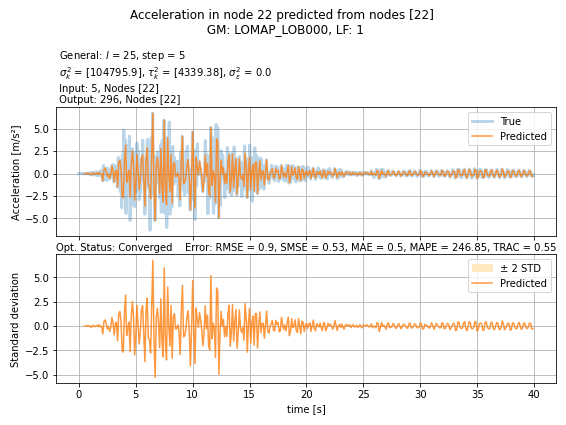 Acceleration in node 22 predicted from nodes [22]
GM: LOMAP_LOB000, LF: 1
General: l = 25, step = 5
σ²ₖ = [104795.9], τ²ₖ = [4339.38], σ²ε = 0.0
Input: 5, Nodes [22]
Output: 296, Nodes [22]
Acceleration [m/s²]
5.0
2.5
0.0
−2.5
−5.0
True
Predicted
Opt. Status: Converged
Error: RMSE = 0.9, SMSE = 0.53, MAE = 0.5, MAPE = 246.85, TRAC = 0.55
Standard deviation
5.0
2.5
0.0
−2.5
−5.0
± 2 STD
Predicted
0 5 10 15 20 25 30 35 40
time [s]